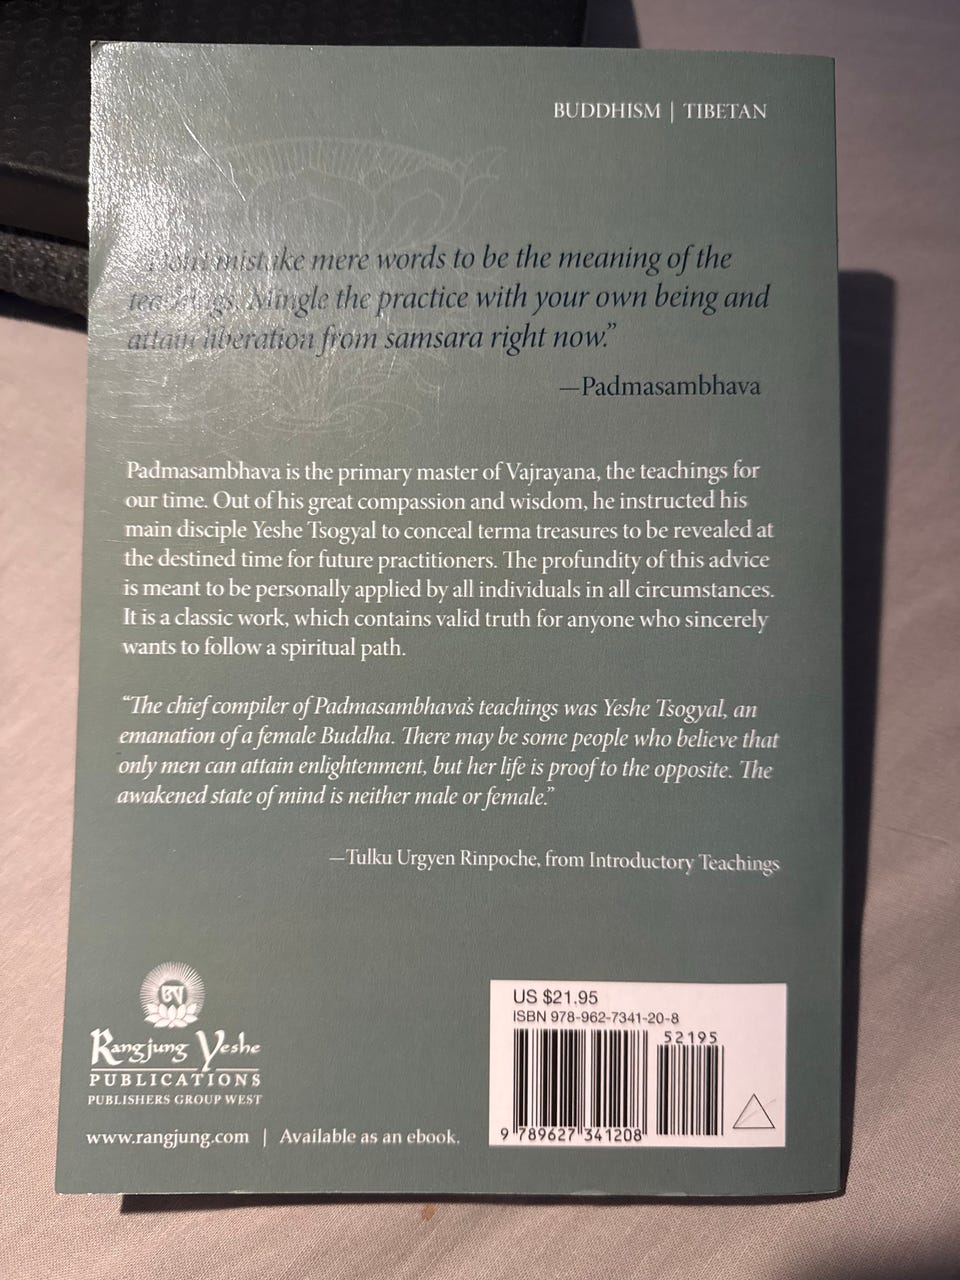 BUDDHISM | TIBETAN
"Don't mistake mere words to be the meaning of the
teachings. Mingle the practice with your own being and
attain liberation from samsara right now."
—Padmasambhava
Padmasambhava is the primary master of Vajrayana, the teachings for
our time. Out of his great compassion and wisdom, he instructed his
main disciple Yeshe Tsogyal to conceal terma treasures to be revealed at
the destined time for future practitioners. The profundity of this advice
is meant to be personally applied by all individuals in all circumstances.
It is a classic work, which contains valid truth for anyone who sincerely
wants to follow a spiritual path.
"The chief compiler of Padmasambhava's teachings was Yeshe Tsogyal, an
emanation of a female Buddha. There may be some people who believe that
only men can attain enlightenment, but her life is proof to the opposite. The
awakened state of mind is neither male or female."
—Tulku Urgyen Rinpoche, from Introductory Teachings
Rangjung Yeshe
PUBLICATIONS
PUBLISHERS GROUP WEST
www.rangjung.com | Available as an ebook.
US $21.95
ISBN 978-962-7341-20-8
52195
9 789627 341208